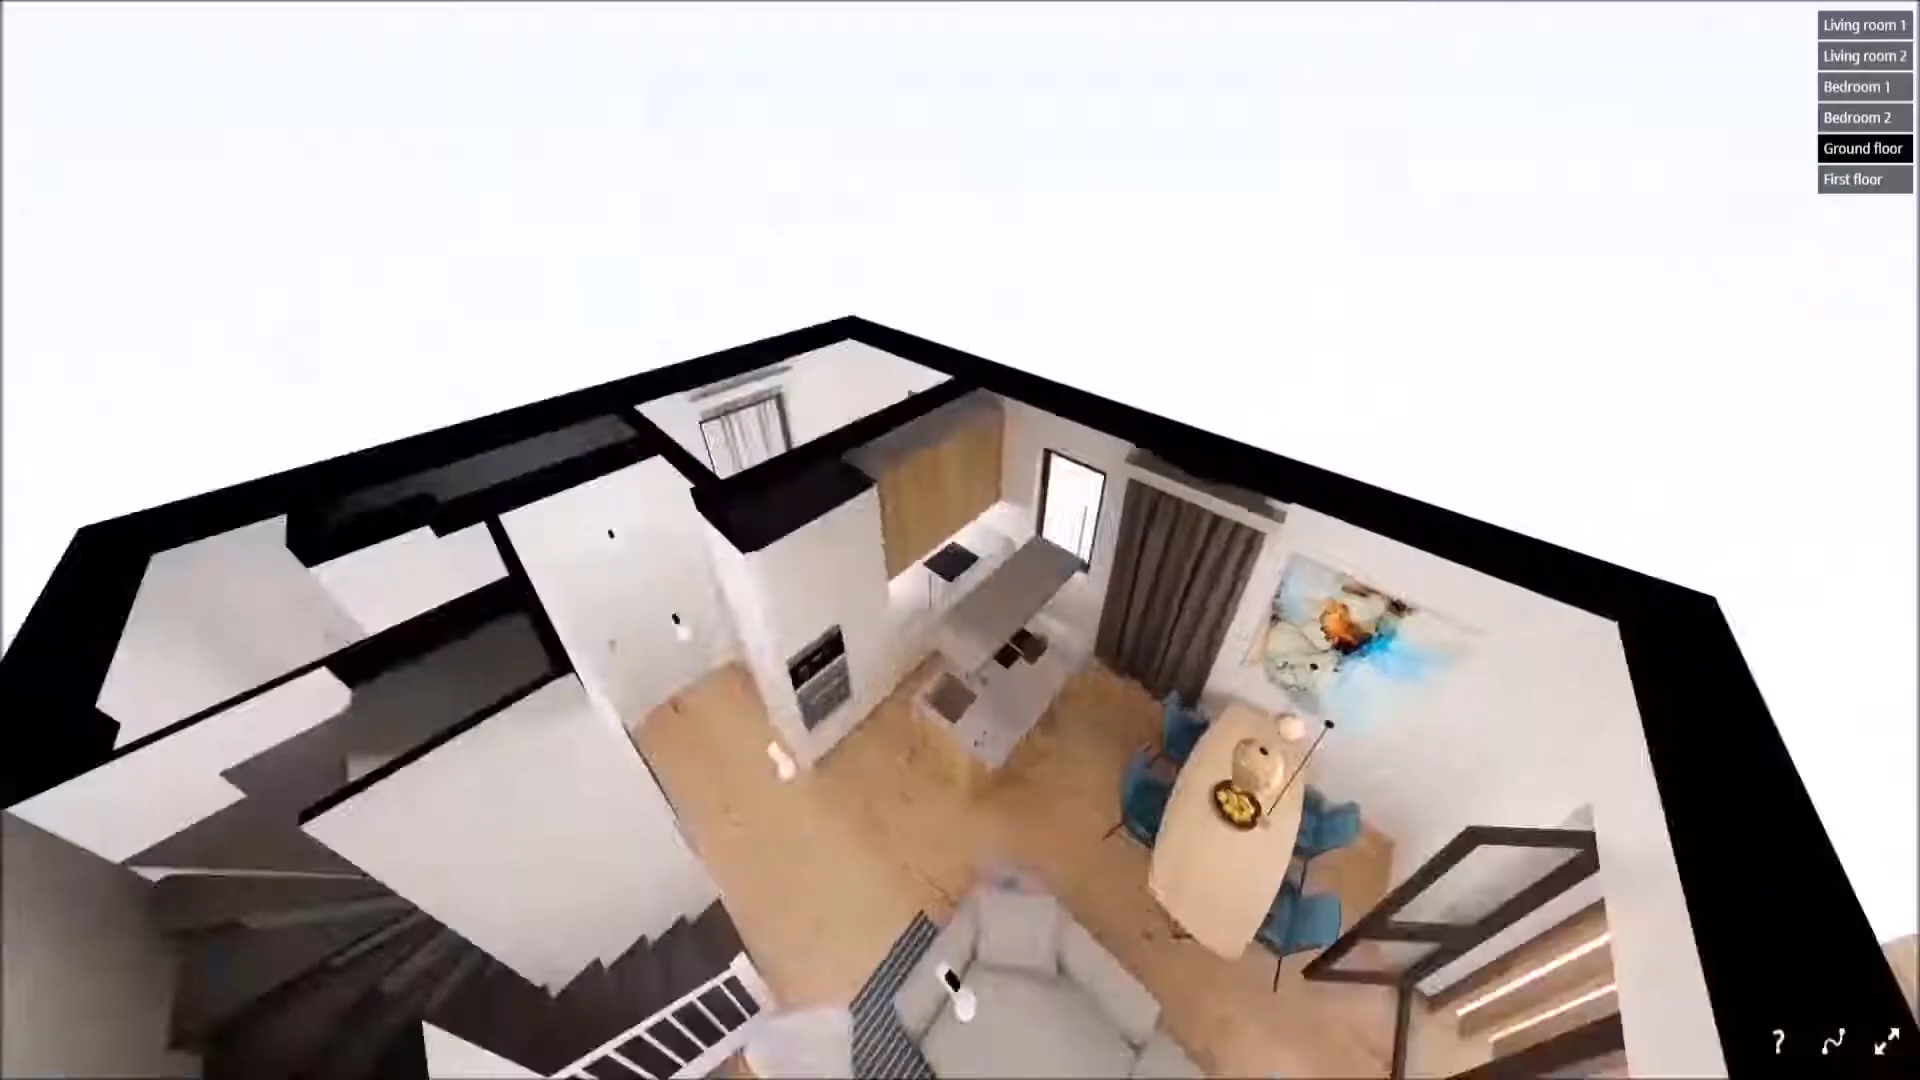 Living room 1
Living room 2
Bedroom 1
Bedroom 2
Ground floor
First floor
?